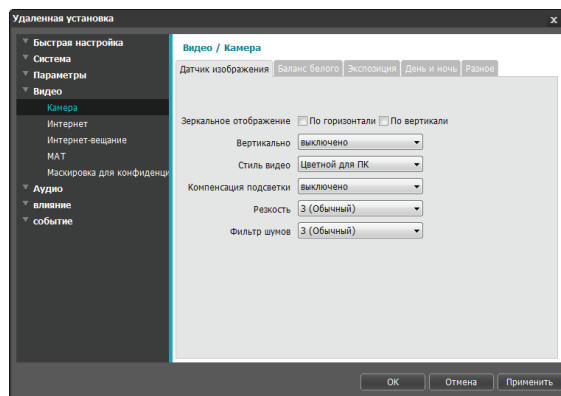 Удаленная установка
x
Быстрая настройка
Система
Параметры
Видео
Камера
Интернет
Интернет-вещание
МАТ
Маскировка для конфиденци
Аудио
влияние
событие
Видео / Камера
Датчик изображения Баланс белого Экспозиция День и ночь Разное
Зеркальное отображение По горизонтали По вертикали
Вертикально выключено
Стиль видео Цветной для ПК
Компенсация подсветки выключено
Резкость 3 (Обычный)
Фильтр шумов 3 (Обычный)
OK Отмена Применить